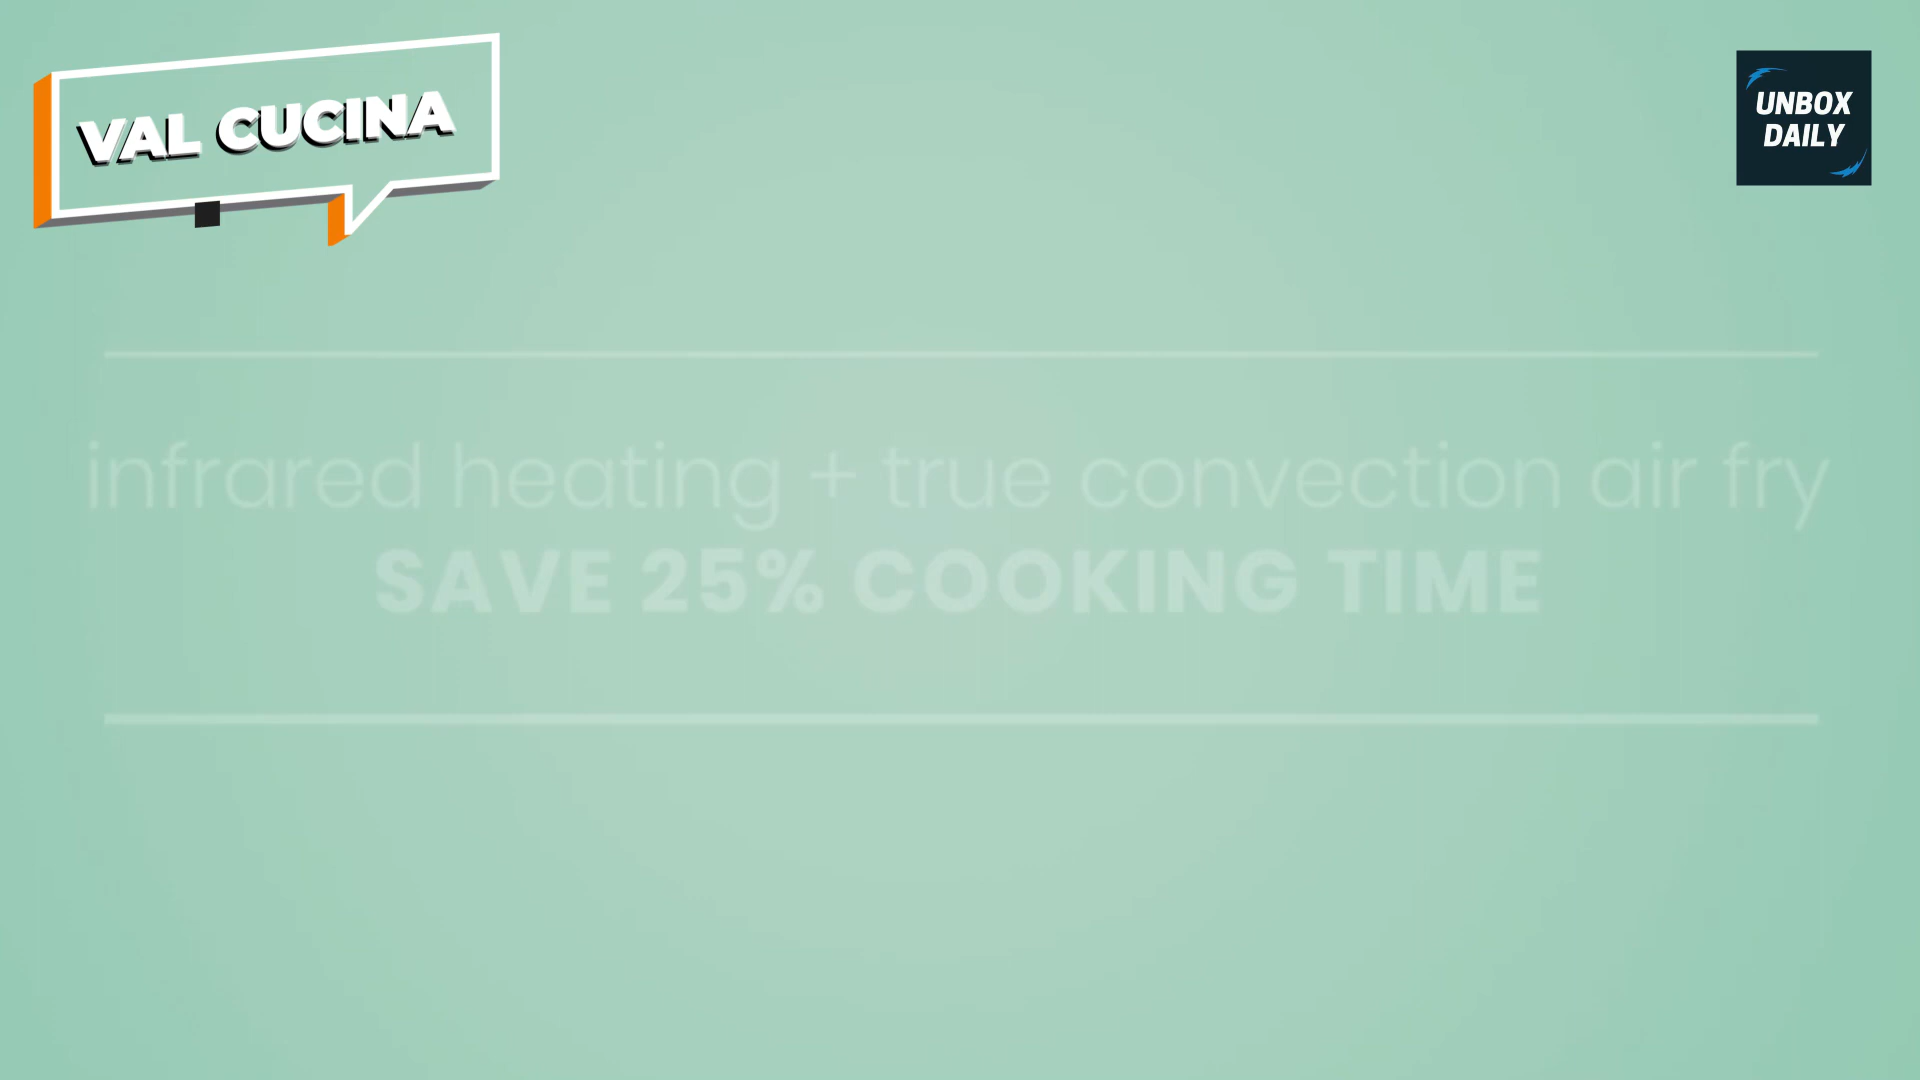 VAL CUCINA
UNBOX
DAILY
infrared heating + true convection air fry
SAVE 25% COOKING TIME